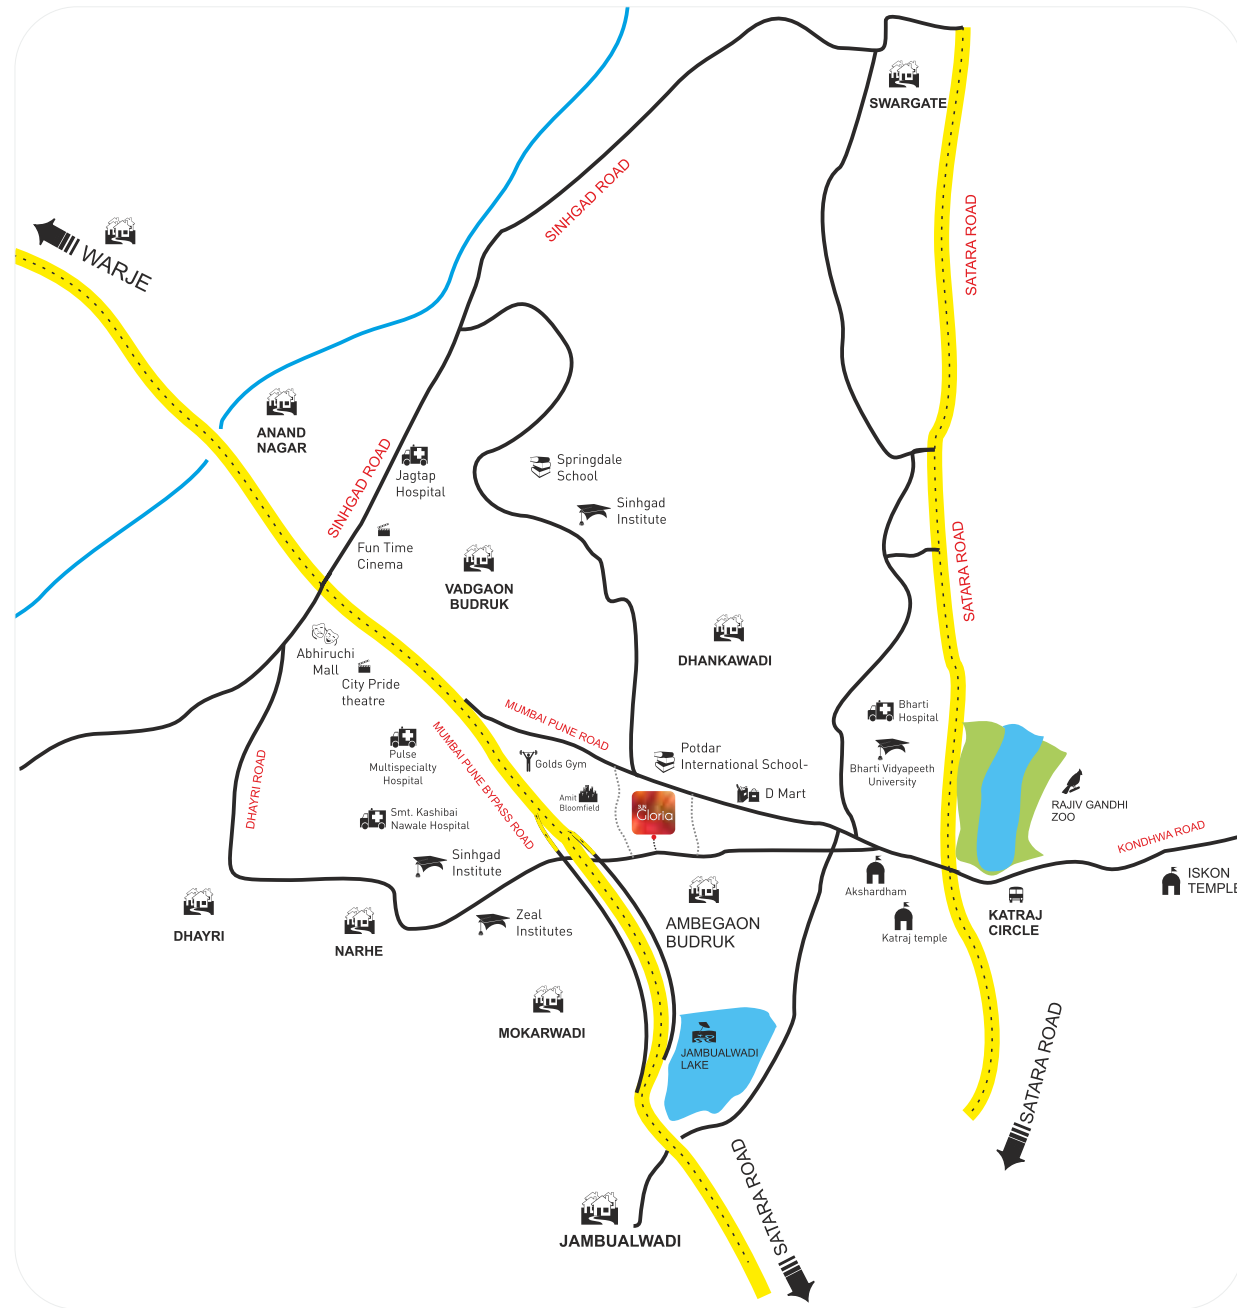 SWARGATE
SINHGAD ROAD
SATARA ROAD
WARJE
ANAND
NAGAR
SINHGAD ROAD
Jagtap
Hospital
Springdale
School
Sinhgad
Institute
Fun Time
Cinema
VADGAON
BUDRUK
SATARA ROAD
Abhiruchi
Mall
City Pride
theatre
DHANKAWADI
MUMBAI PUNE ROAD
Bharti
Hospital
MUMBAI PUNE BYPASS ROAD
DHAYRI ROAD
Pulse
Multispecialty
Hospital
Golds Gym
Potdar
International School-
Bharti Vidyapeeth
University
Amit
Bloomfield
D Mart
RAJIV GANDHI
ZOO
SUN
Gloria
Smt. Kashibai
Nawale Hospital
KONDHWA ROAD
Sinhgad
Institute
Akshardham
ISKON
TEMPLE
DHAYRI
NARHE
Zeal
Institutes
AMBEGAON
BUDRUK
Katraj temple
KATRAJ
CIRCLE
MOKARWADI
JAMBUALWADI
LAKE
SATARA ROAD
SATARA ROAD
JAMBUALWADI